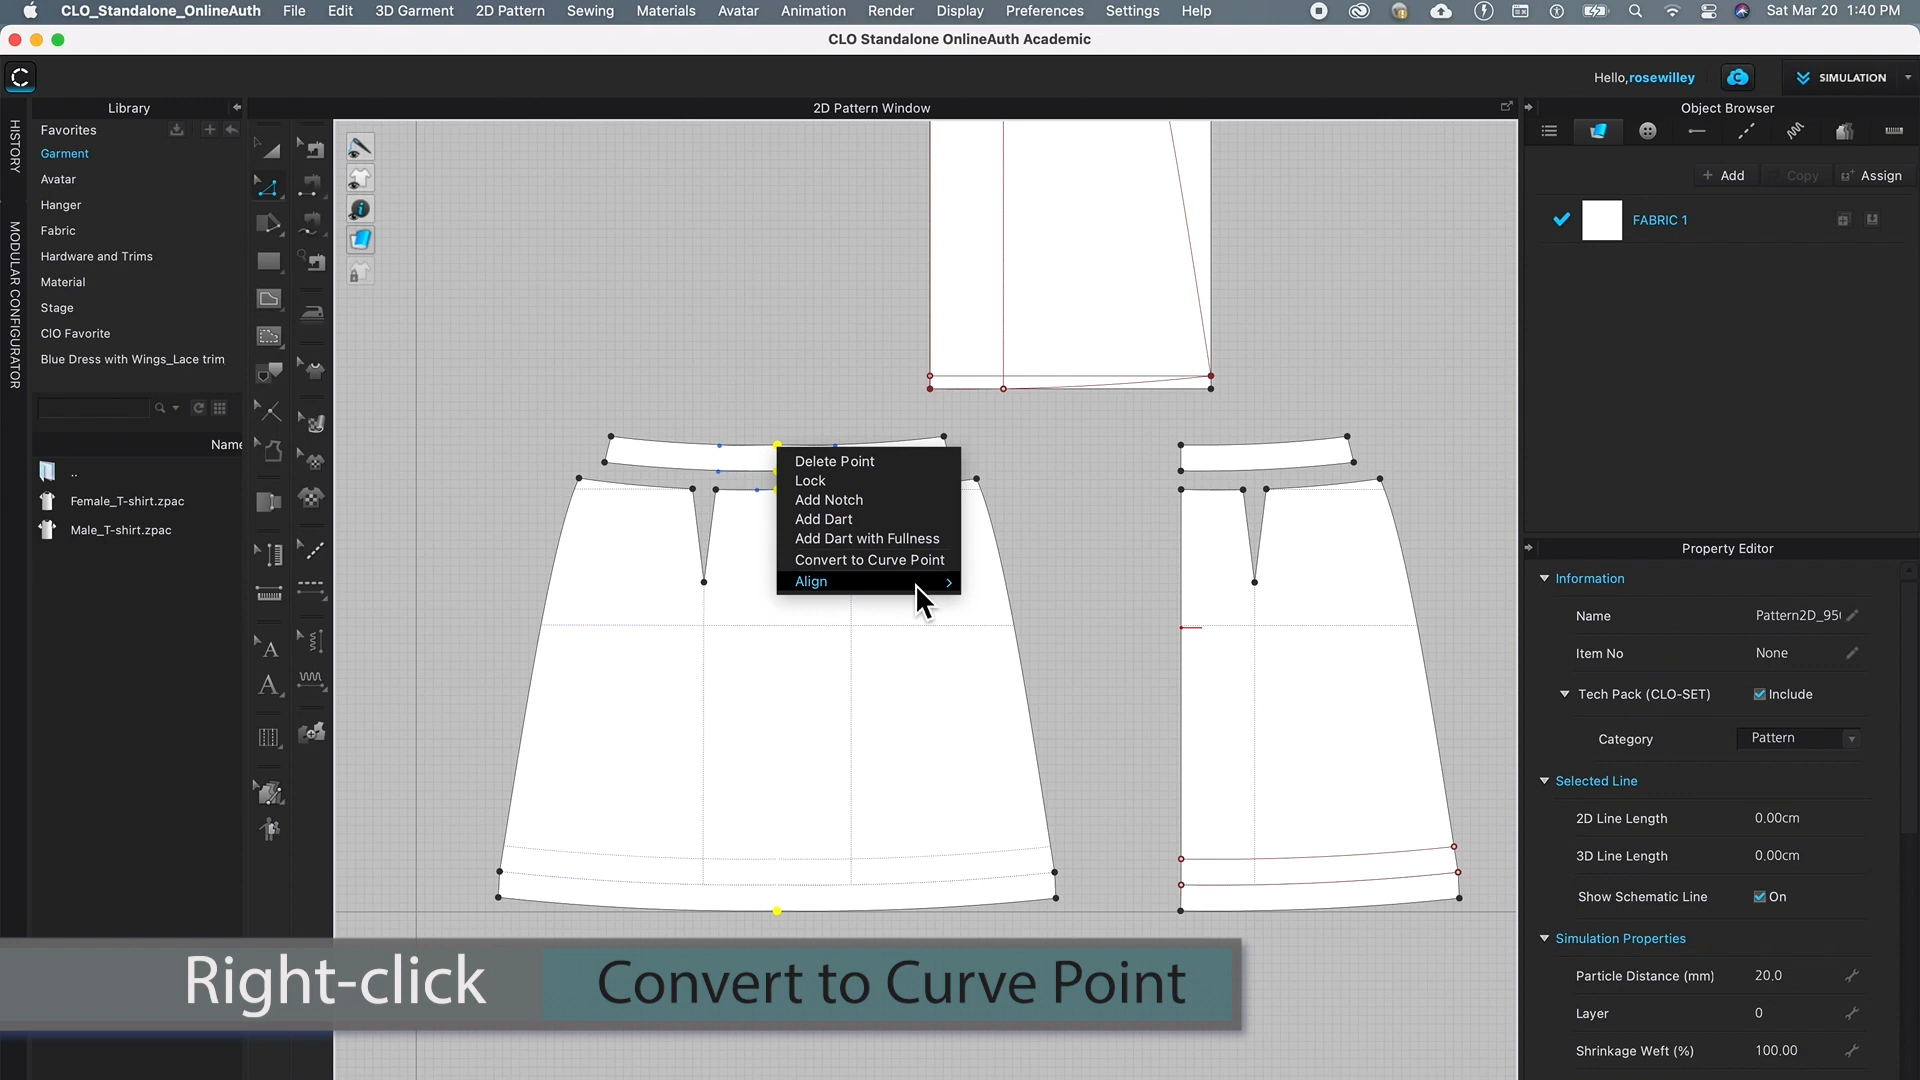 CLO_Standalone_OnlineAuth File Edit 3D Garment 2D Pattern Sewing Materials Avatar Animation Render Display Preferences Settings Help Sat Mar 20 1:40 PM
CLO Standalone OnlineAuth Academic
Hello,rosewilley
SIMULATION
Library
2D Pattern Window
Object Browser
HISTORY
MODULAR CONFIGURATOR
Favorites
Garment
Avatar
Hanger
Fabric
Hardware and Trims
Material
Stage
ClO Favorite
Blue Dress with Wings_Lace trim
Name
..
Female_T-shirt.zpac
Male_T-shirt.zpac
Delete Point
Lock
Add Notch
Add Dart
Add Dart with Fullness
Convert to Curve Point
Align
+ Add Copy Assign
FABRIC 1
Property Editor
Information
Name Pattern2D_95
Item No None
Tech Pack (CLO-SET) Include
Category Pattern
Selected Line
2D Line Length 0.00cm
3D Line Length 0.00cm
Show Schematic Line On
Simulation Properties
Particle Distance (mm) 20.0
Layer 0
Shrinkage Weft (%) 100.00
Right-click Convert to Curve Point